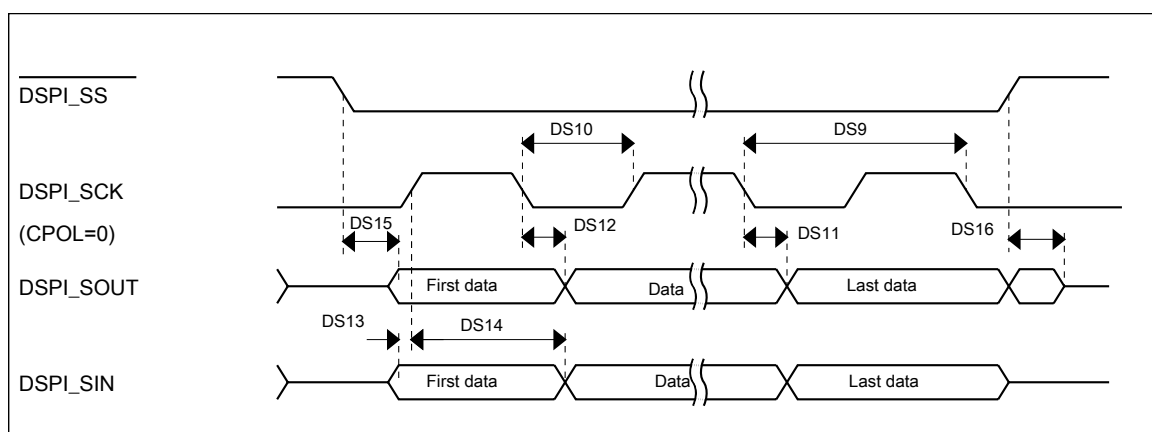 DSPI_SS
DS10
DS9
DSPI_SCK
(CPOL=0)
DS15
DS12
DS11
DS16
DSPI_SOUT
First data
Data
Last data
DS13
DS14
DSPI_SIN
First data
Data
Last data